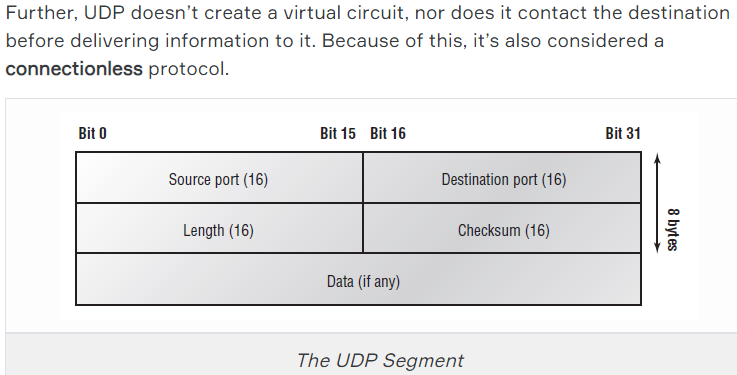 Further, UDP doesn’t create a virtual circuit, nor does it contact the destination
before delivering information to it. Because of this, it’s also considered a
connectionless protocol.
Bit 0 Bit 15 Bit 16 Bit 31
Source port (16) Destination port (16)
Length (16) Checksum (16)
8 bytes
Data (if any)
The UDP Segment